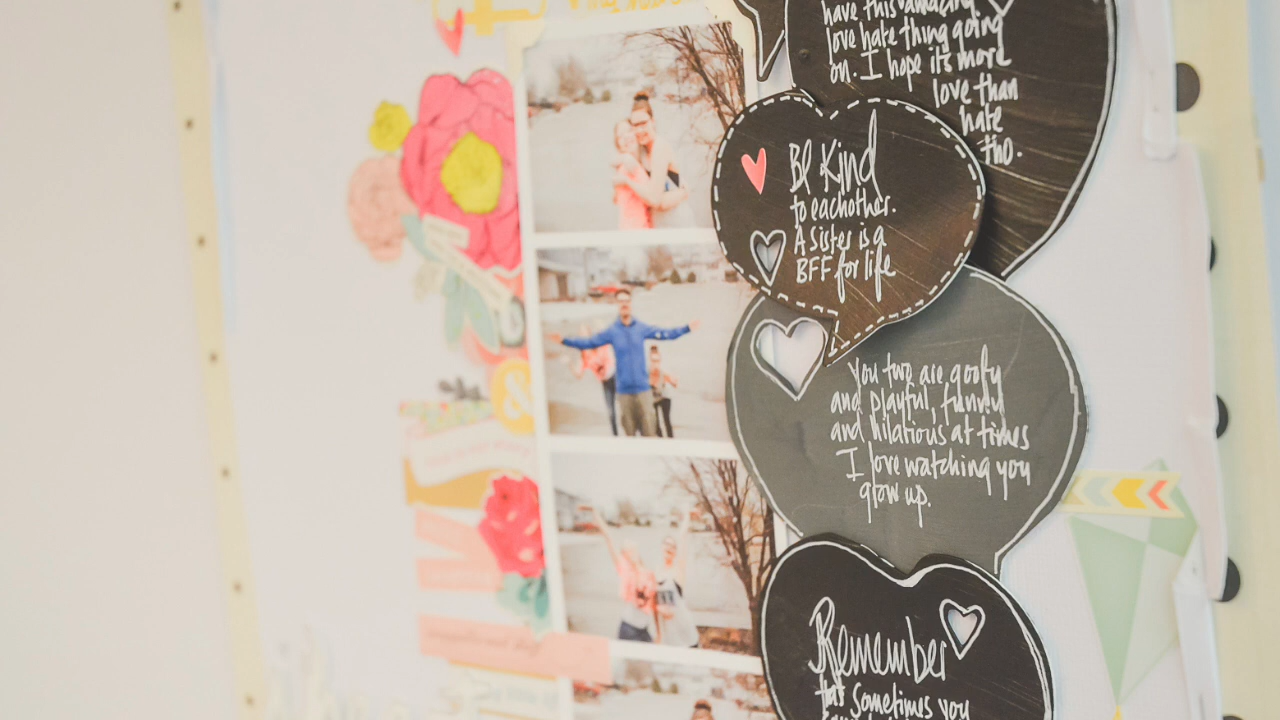 have this amazing
love hate thing going
on. I hope it's more
love than
hate
tho.
Be Kind
to eachother.
A sister is a
BFF for life
You two are goofy
and playful, funny
and hilarious at times
I love watching you
grow up.
&
Remember
that sometimes you